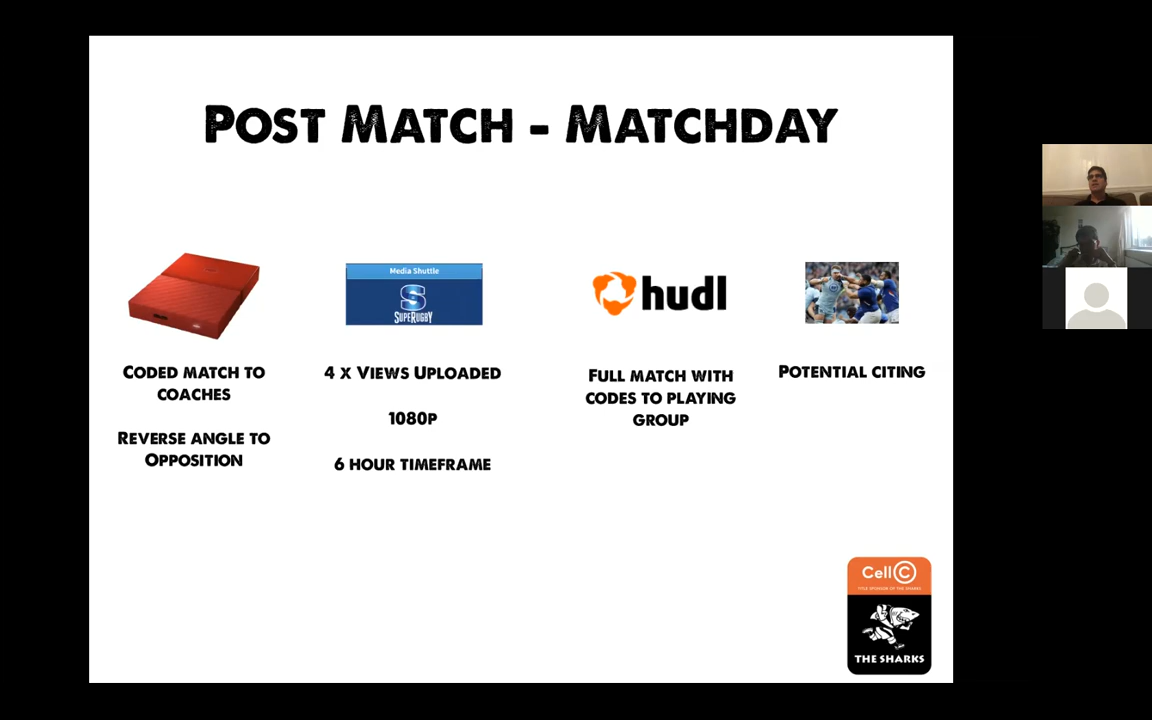 POST MATCH - MATCHDAY
CODED MATCH TO
COACHES
REVERSE ANGLE TO
OPPOSITION
Media Shuttle
S
SUPERUGBY
4 X VIEWS UPLOADED
1080P
6 HOUR TIMEFRAME
hudl
FULL MATCH WITH
CODES TO PLAYING
GROUP
POTENTIAL CITING
Cell C
TITLE SPONSOR OF THE SHARKS
THE SHARKS